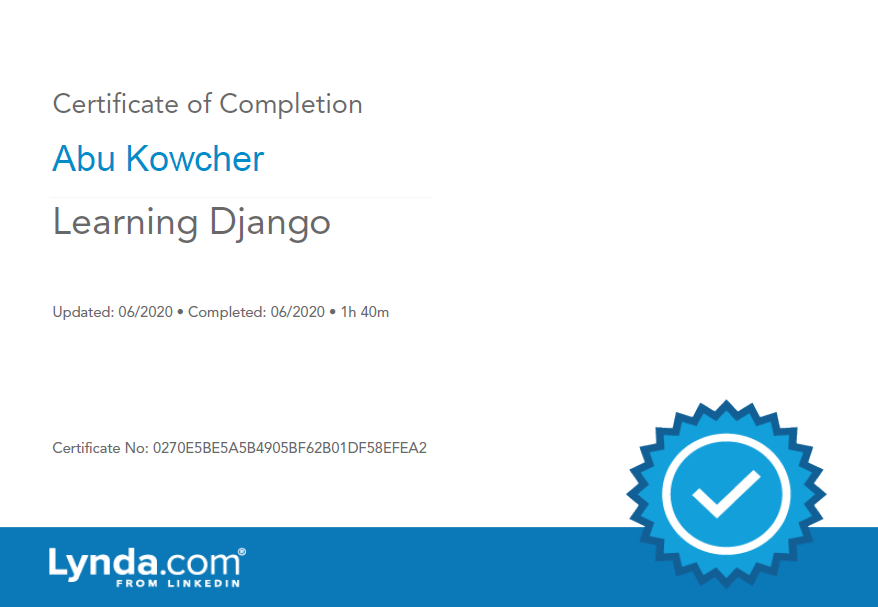 Certificate of Completion
Abu Kowcher
Learning Django
Updated: 06/2020 • Completed: 06/2020 • 1h 40m
Certificate No: 0270E5BE5A5B4905BF62B01DF58EFEA2
Lynda.com®
FROM LINKEDIN